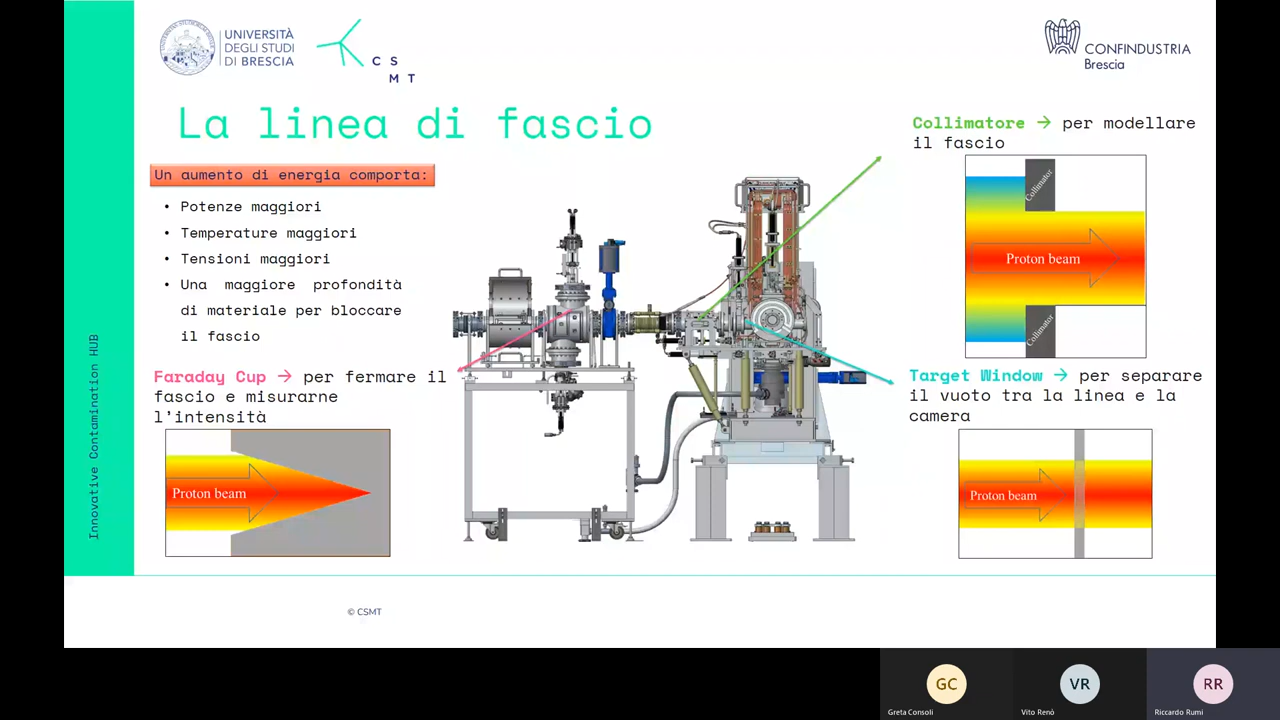 UNIVERSITÀ
DEGLI STUDI
DI BRESCIA
C S
M T
CONFINDUSTRIA
Brescia
La linea di fascio
Un aumento di energia comporta:
• Potenze maggiori
• Temperature maggiori
• Tensioni maggiori
• Una maggiore profondità
di materiale per bloccare
il fascio
Faraday Cup → per fermare il
fascio e misurarne
l'intensità
Proton beam
Collimatore → per modellare
il fascio
Collimator
Proton beam
Collimator
Target Window → per separare
il vuoto tra la linea e la
camera
Proton beam
Innovative Contamination HUB
© CSMT
GC
Greta Consoli
VR
Vito Renò
RR
Riccardo Rumi